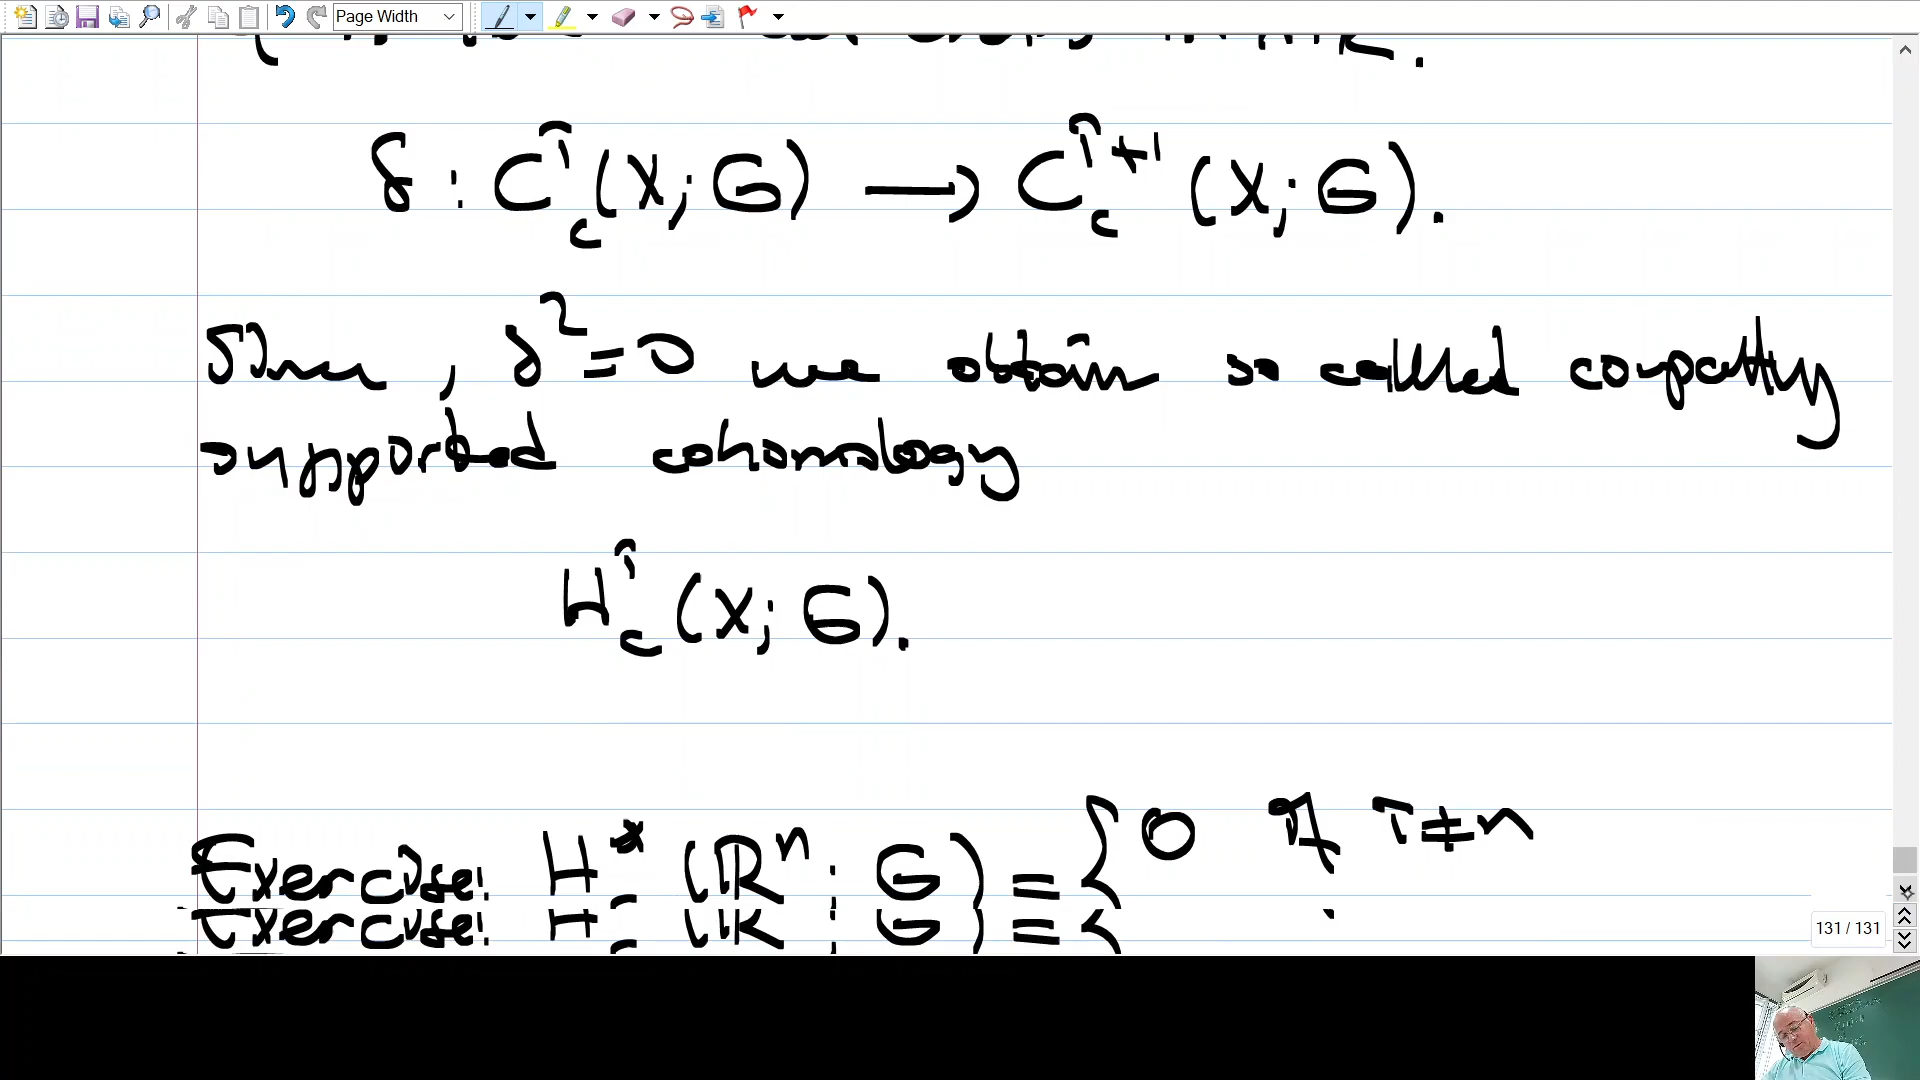 Page Width
δ : C^i_c(X; G) → C^{i+1}_c(X; G).
Since, δ² = 0 we obtain so called compactly
supported cohomology
H^i_c(X; G).
Exercise: H^*_c(ℝ^n; G) = { 0 if i ≠ n
131 / 131